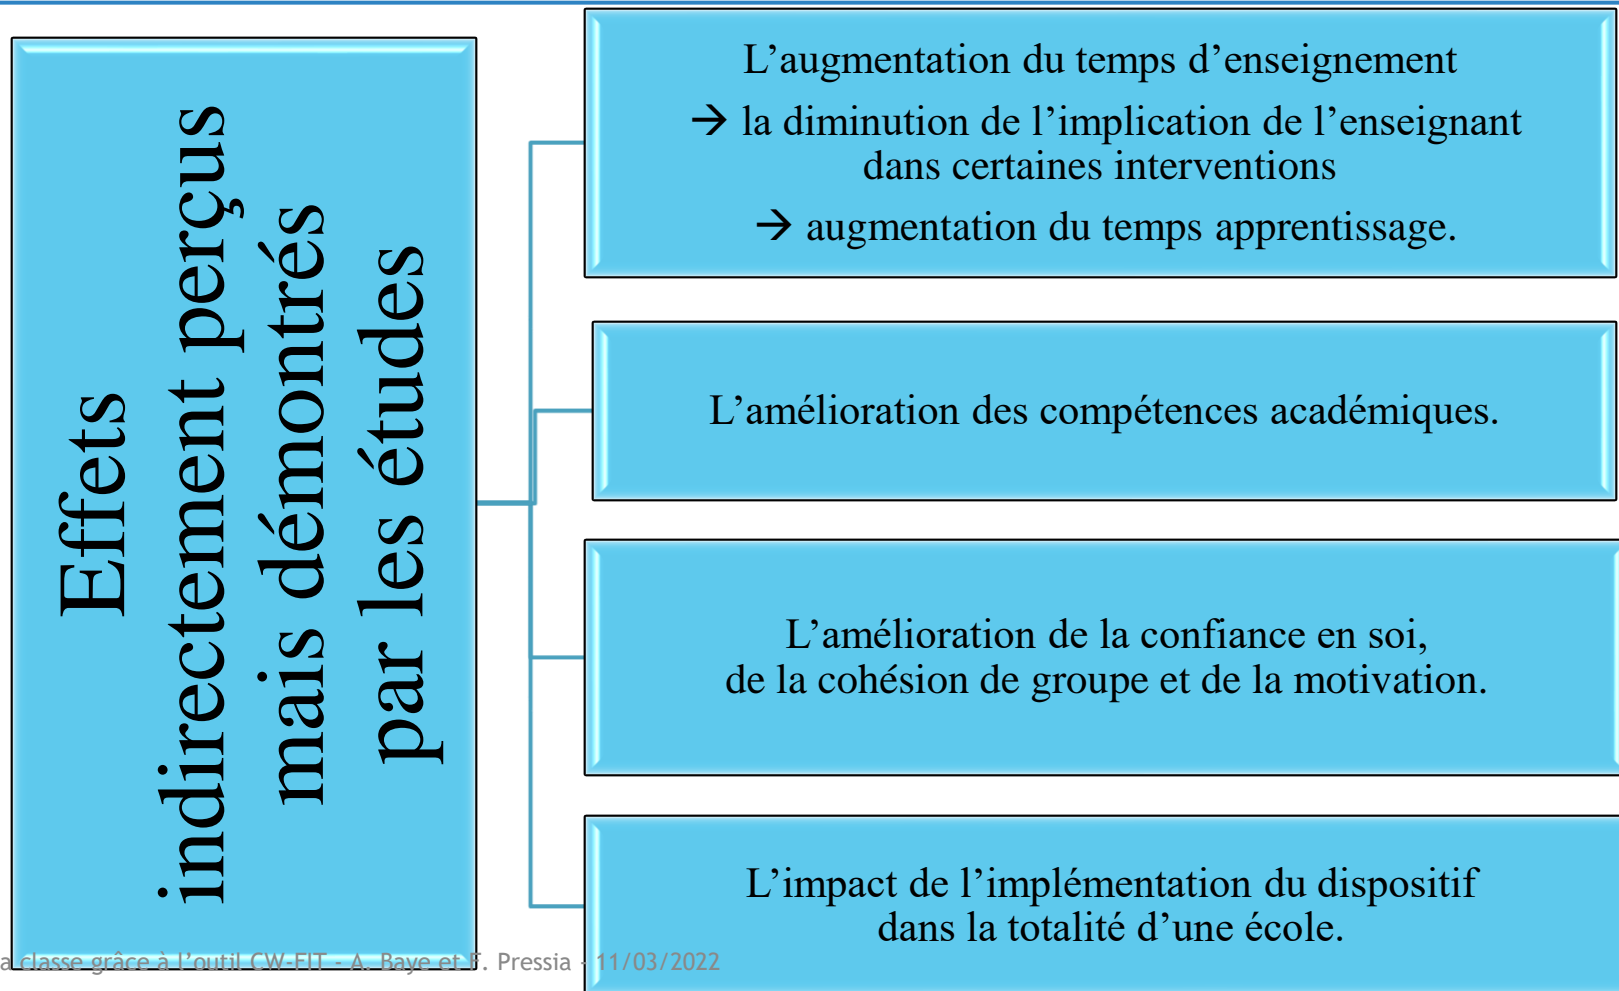 Effets
indirectement perçus
mais démontrés
par les études
L’augmentation du temps d’enseignement
→ la diminution de l’implication de l’enseignant
dans certaines interventions
→ augmentation du temps apprentissage.
L’amélioration des compétences académiques.
L’amélioration de la confiance en soi,
de la cohésion de groupe et de la motivation.
L’impact de l’implémentation du dispositif
dans la totalité d’une école.
a classe grâce à l’outil CW-FIT - A. Baye et F. Pressia - 11/03/2022